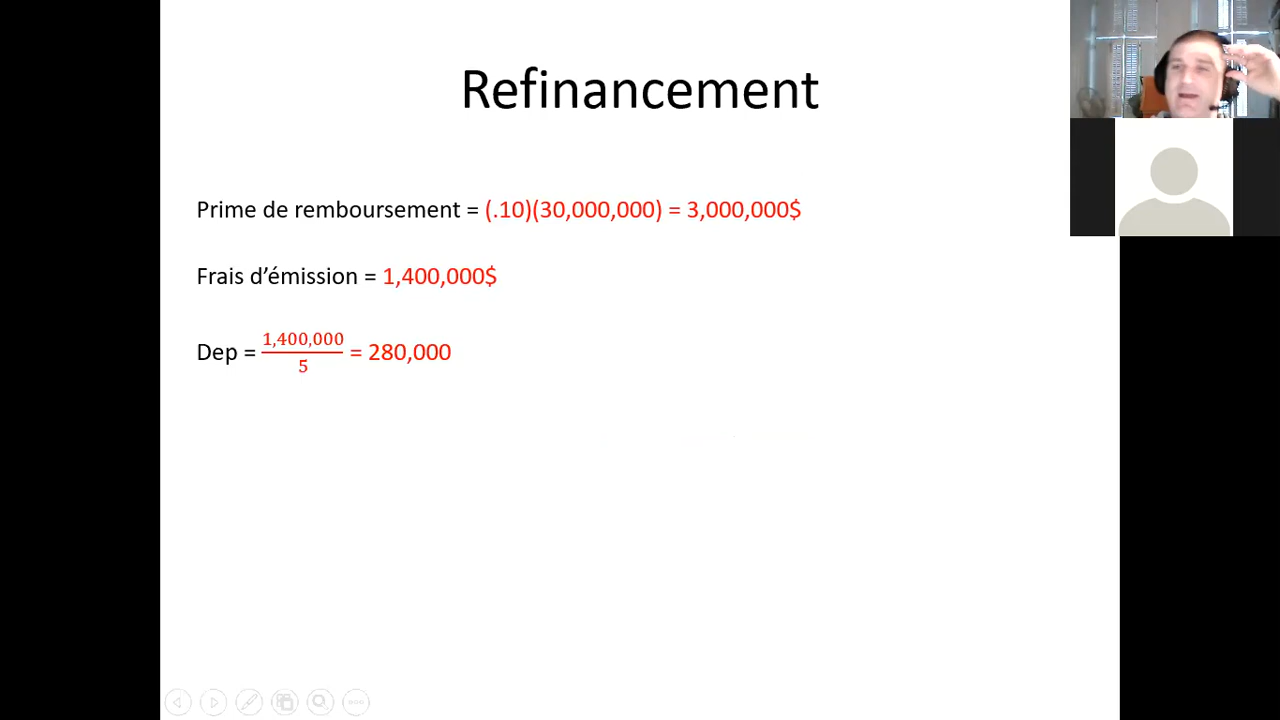 Refinancement
Prime de remboursement = (.10)(30,000,000) = 3,000,000$
Frais d’émission = 1,400,000$
Dep = 1,400,000/5 = 280,000